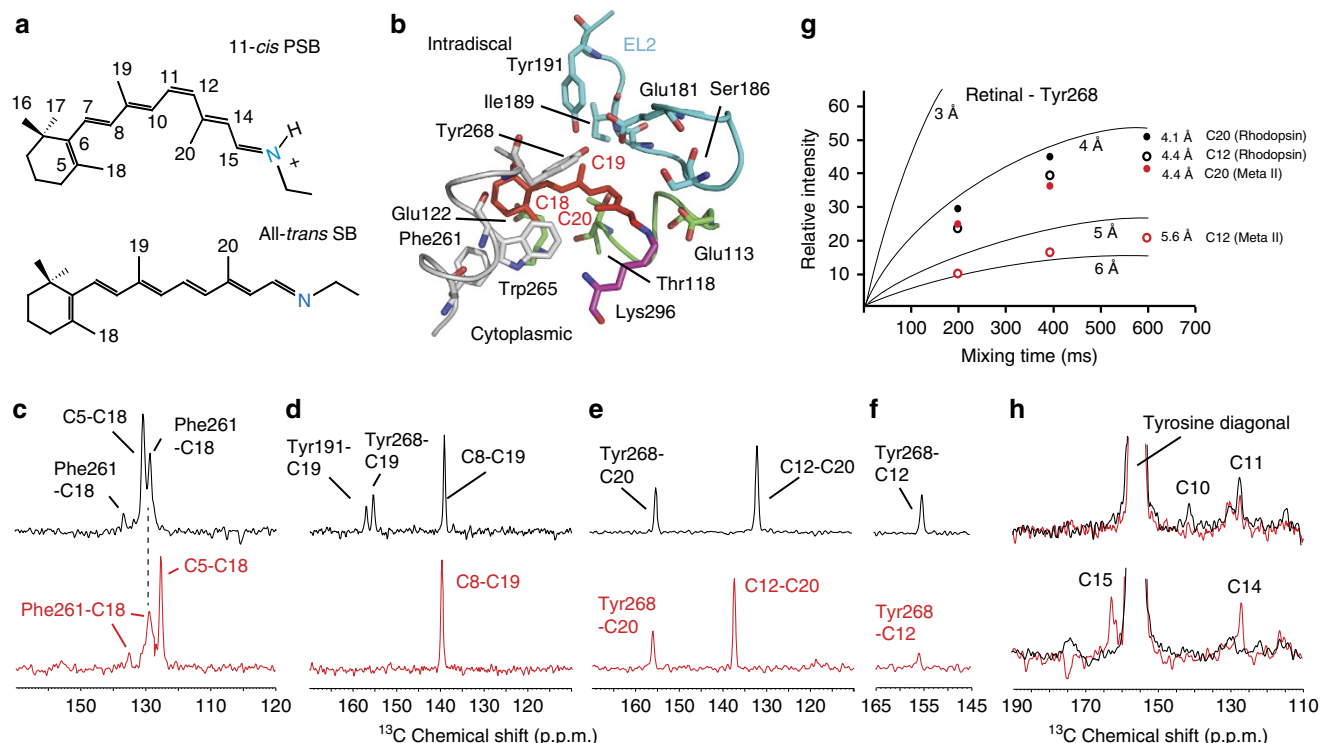 a
11-cis PSB
19
11
12
16
17
7
14
H
6
8
10
5
20
15
N
+
18
All-trans SB
19
20
N
18
b
Intradiscal
EL2
Tyr191
Glu181
Ser186
Ile189
Tyr268
C19
C18
Glu122
C20
Phe261
Glu113
Trp265
Thr118
Lys296
Cytoplasmic
g
Retinal - Tyr268
Relative intensity
60
50
40
30
20
10
3 Å
4 Å
5 Å
6 Å
4.1 Å C20 (Rhodopsin)
4.4 Å C12 (Rhodopsin)
4.4 Å C20 (Meta II)
5.6 Å C12 (Meta II)
100 200 300 400 500 600 700
Mixing time (ms)
c
C5-C18
Phe261
-C18
Phe261
-C18
C5-C18
Phe261-C18
150 140 130 120
d
Tyr191-
C19
Tyr268-
C19
C8-C19
C8-C19
160 150 140 130 120
e
Tyr268-
C20
C12-C20
Tyr268
-C20
C12-C20
160 150 140 130 120
f
Tyr268-
C12
Tyr268
-C12
165 155 145
h
Tyrosine diagonal
C10
C11
C15
C14
190 170 150 130 110
13C Chemical shift (p.p.m.)
13C Chemical shift (p.p.m.)